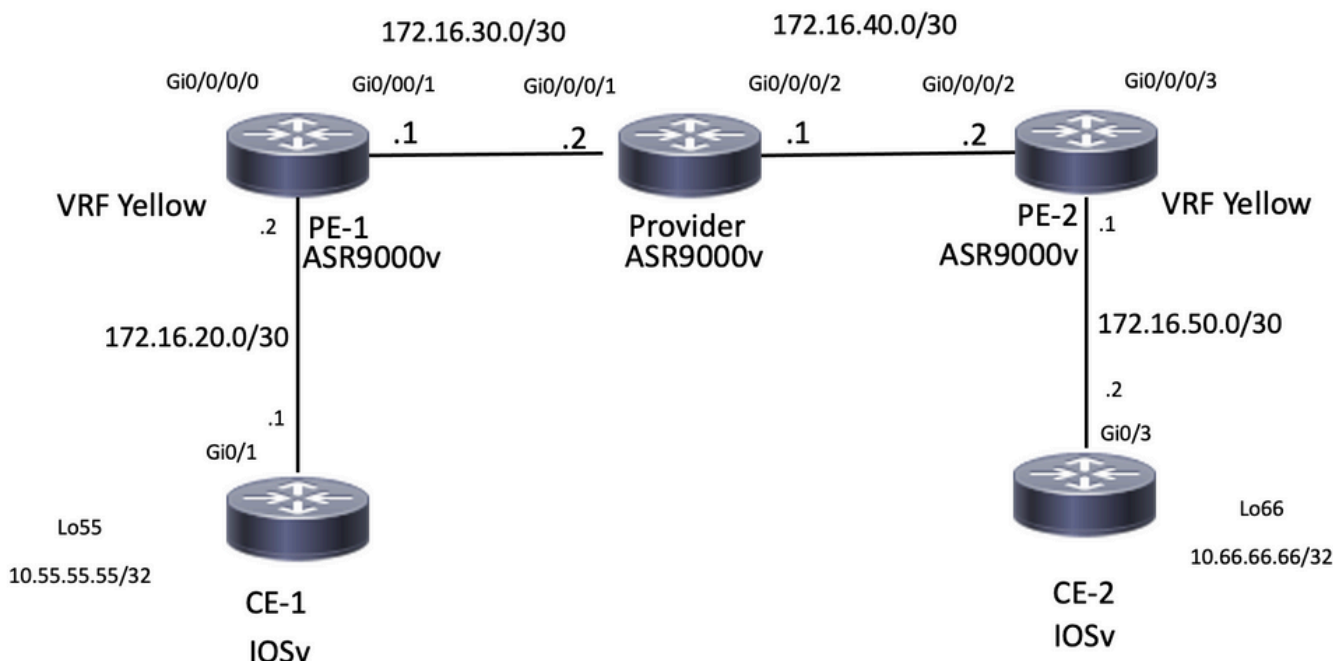 172.16.30.0/30
172.16.40.0/30
Gi0/0/0/0
Gi0/00/1
Gi0/0/0/1
Gi0/0/0/2
Gi0/0/0/2
Gi0/0/0/3
.1
.2
.1
.2
VRF Yellow
.2
PE-1
ASR9000v
Provider
ASR9000v
PE-2
ASR9000v
.1
VRF Yellow
172.16.20.0/30
172.16.50.0/30
.1
Gi0/1
.2
Gi0/3
Lo55
10.55.55.55/32
Lo66
10.66.66.66/32
CE-1
IOSv
CE-2
IOSv